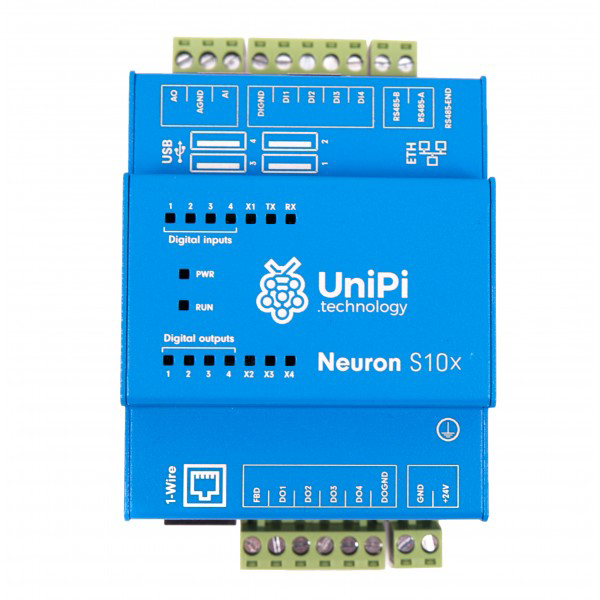 AO AGND AI DIGND DI1 DI2 DI3 DI4 RS485-B RS485-A RS485-END
USB 4 2 ETH
3 1
1 2 3 4 X1 TX RX
Digital inputs
PWR
RUN
UniPi
.technology
Digital outputs
Neuron S10x
1 2 3 4 X2 X3 X4
1-Wire FBD DO1 DO2 DO3 DO4 DOGND GND +24V